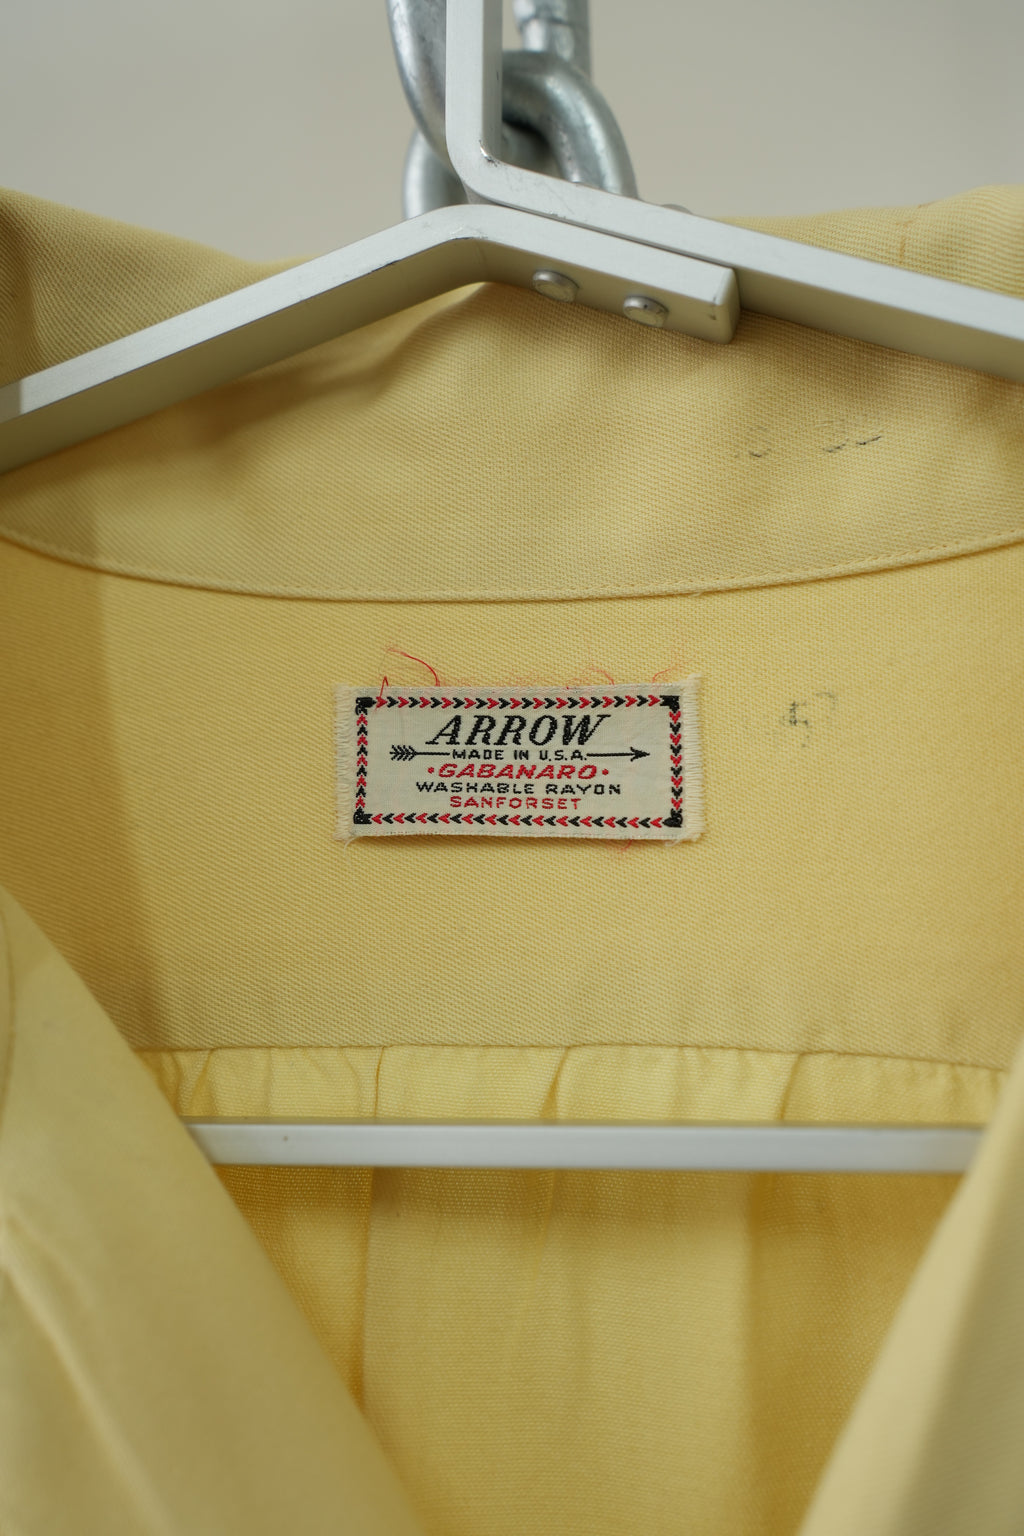 ARROW
MADE IN U.S.A.
•GABANARO•
WASHABLE RAYON
SANFORSET